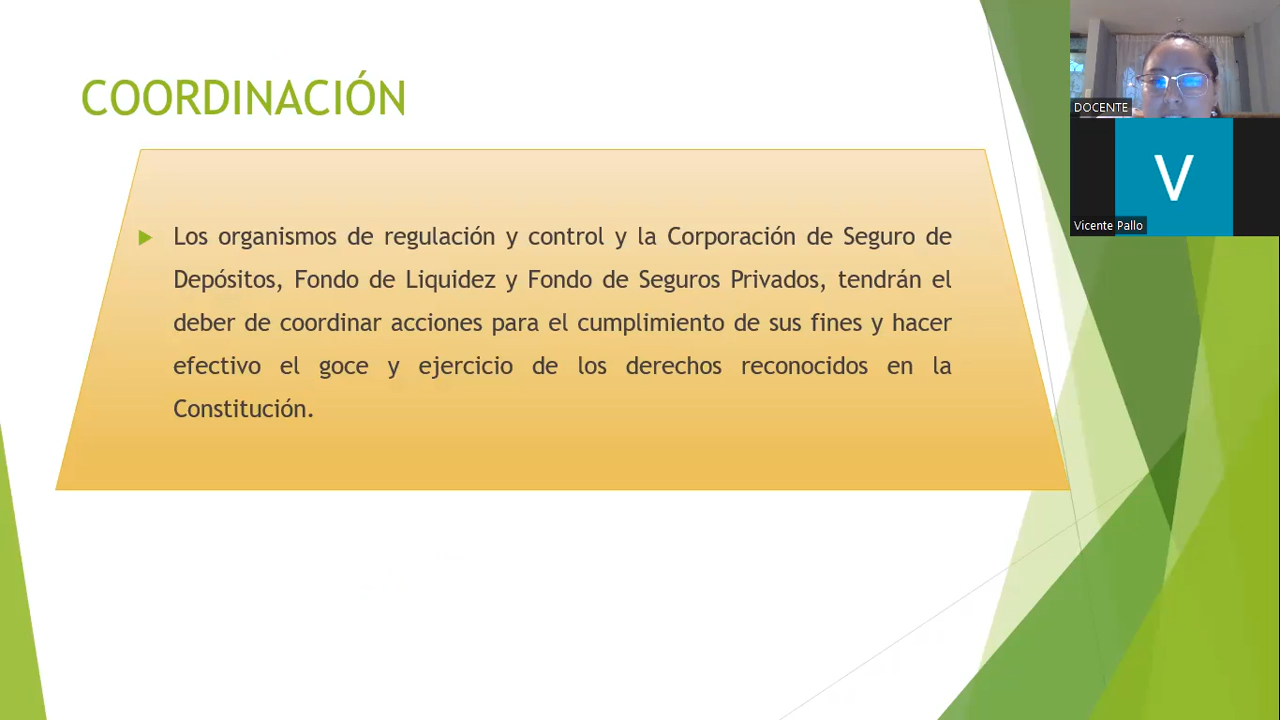 COORDINACIÓN
Los organismos de regulación y control y la Corporación de Seguro de
Depósitos, Fondo de Liquidez y Fondo de Seguros Privados, tendrán el
deber de coordinar acciones para el cumplimiento de sus fines y hacer
efectivo el goce y ejercicio de los derechos reconocidos en la
Constitución.
DOCENTE
V
Vicente Pallo